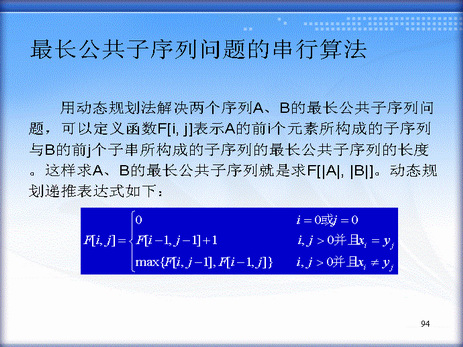 最长公共子序列问题的串行算法
用动态规划法解决两个序列A、B的最长公共子序列问
题，可以定义函数F[i, j]表示A的前i个元素所构成的子序列
与B的前j个子串所构成的子序列的最长公共子序列的长度
。这样求A、B的最长公共子序列就是求F[|A|, |B|]。动态规
划递推表达式如下：
0 i = 0或j = 0
F[i, j] = F[i−1, j−1]+1 i, j > 0并且x_i = y_j
max{F[i, j−1], F[i−1, j]} i, j > 0并且x_i ≠ y_j
94